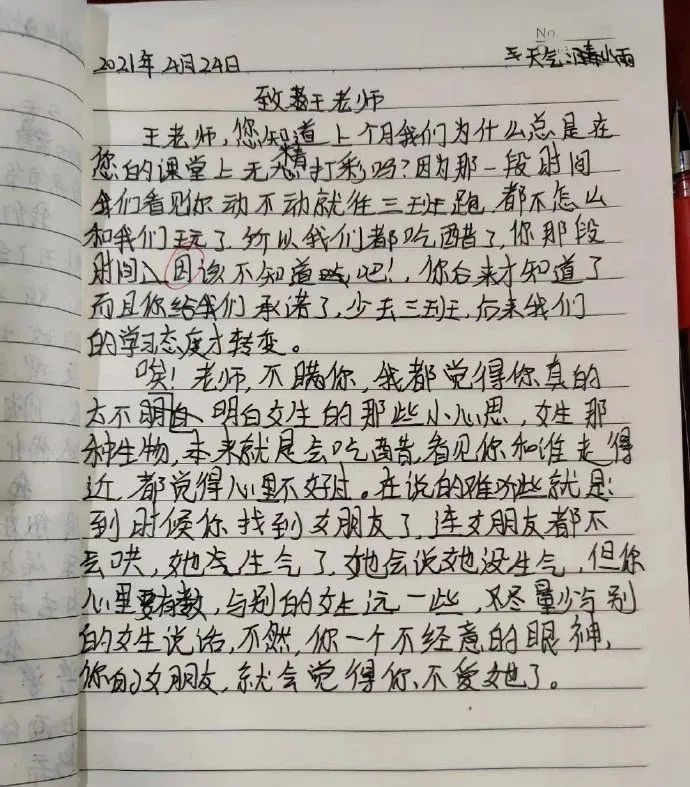 No.
2021年4月24日 天气:小雨
致王老师
王老师,您知道上个月我们为什么总是在
您的课堂上无精打彩吗?因为那一段时间
我们看见你动不动就往三班跑,都不怎么
和我们玩了,所以我们都吃醋了,你那段
时间因该不知道吧!,你后来才知道了
而且你给我们承诺了,少去三班,后来我们
的学习态度才转变。
唉!老师,不瞒你,我都觉得你真的
太不明白女生的那些小心思,女生那
种生物,本来就是会吃醋,看见你和谁走得
近,都觉得心里不好过。在说的难听些就是:
到时候你找到女朋友了,连女朋友都不
会哄,她生气了,她会说她没生气,但你
心里要有数,与别的女生远一些,尽量少与别
的女生说话,不然,你一个不经意的眼神,
你的女朋友,就会觉得你不爱她了。